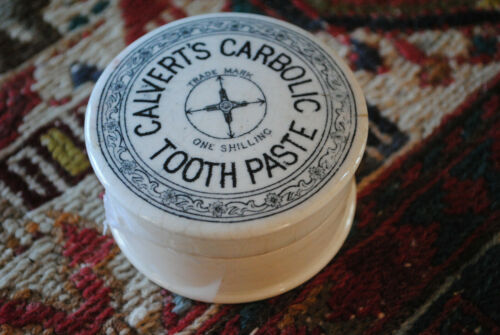 CALVERT'S CARBOLIC
TRADE MARK
ONE SHILLING
TOOTH PASTE